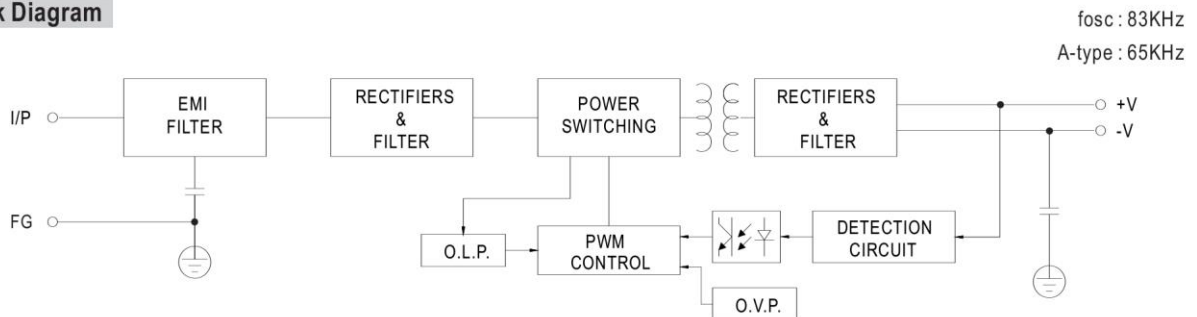 Diagram
fosc : 83KHz
A-type : 65KHz
I/P
EMI
FILTER
RECTIFIERS
&
FILTER
POWER
SWITCHING
RECTIFIERS
&
FILTER
+V
-V
FG
O.L.P.
PWM
CONTROL
DETECTION
CIRCUIT
O.V.P.